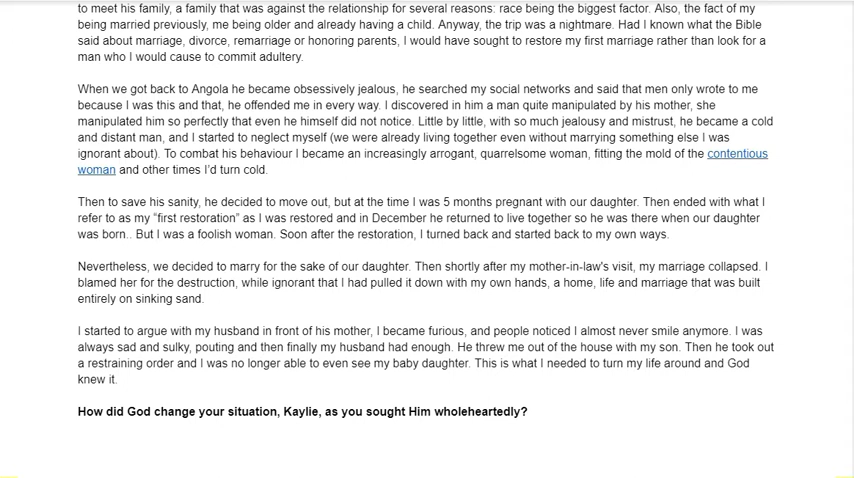 to meet his family, a family that was against the relationship for several reasons: race being the biggest factor. Also, the fact of my
being married previously, me being older and already having a child. Anyway, the trip was a nightmare. Had I known what the Bible
said about marriage, divorce, remarriage or honoring parents, I would have sought to restore my first marriage rather than look for a
man who I would cause to commit adultery.
When we got back to Angola he became obsessively jealous, he searched my social networks and said that men only wrote to me
because I was this and that, he offended me in every way. I discovered in him a man quite manipulated by his mother, she
manipulated him so perfectly that even he himself did not notice. Little by little, with so much jealousy and mistrust, he became a cold
and distant man, and I started to neglect myself (we were already living together even without marrying something else I was
ignorant about). To combat his behaviour I became an increasingly arrogant, quarrelsome woman, fitting the mold of the contentious
woman and other times I'd turn cold.
Then to save his sanity, he decided to move out, but at the time I was 5 months pregnant with our daughter. Then ended with what I
refer to as my "first restoration" as I was restored and in December he returned to live together so he was there when our daughter
was born.. But I was a foolish woman. Soon after the restoration, I turned back and started back to my own ways.
Nevertheless, we decided to marry for the sake of our daughter. Then shortly after my mother-in-law's visit, my marriage collapsed. I
blamed her for the destruction, while ignorant that I had pulled it down with my own hands, a home, life and marriage that was built
entirely on sinking sand.
I started to argue with my husband in front of his mother, I became furious, and people noticed I almost never smile anymore. I was
always sad and sulky, pouting and then finally my husband had enough. He threw me out of the house with my son. Then he took out
a restraining order and I was no longer able to even see my baby daughter. This is what I needed to turn my life around and God
knew it.
How did God change your situation, Kaylie, as you sought Him wholeheartedly?